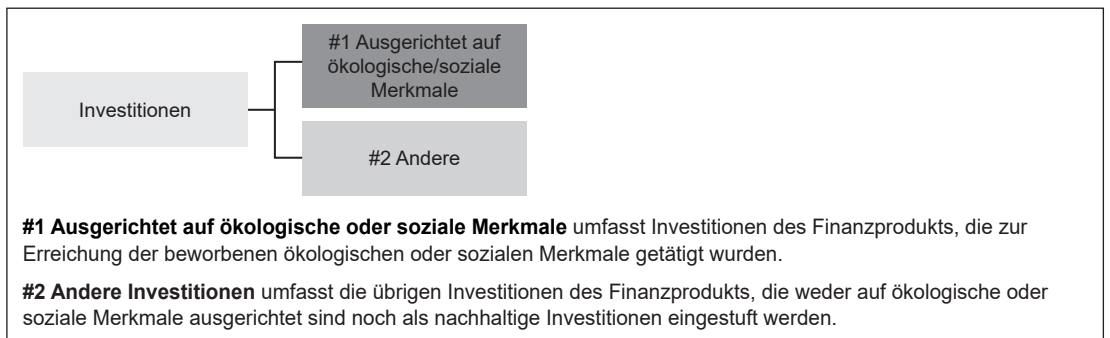 #1 Ausgerichtet auf
ökologische/soziale
Merkmale
Investitionen
#2 Andere
#1 Ausgerichtet auf ökologische oder soziale Merkmale umfasst Investitionen des Finanzprodukts, die zur
Erreichung der beworbenen ökologischen oder sozialen Merkmale getätigt wurden.
#2 Andere Investitionen umfasst die übrigen Investitionen des Finanzprodukts, die weder auf ökologische oder
soziale Merkmale ausgerichtet sind noch als nachhaltige Investitionen eingestuft werden.